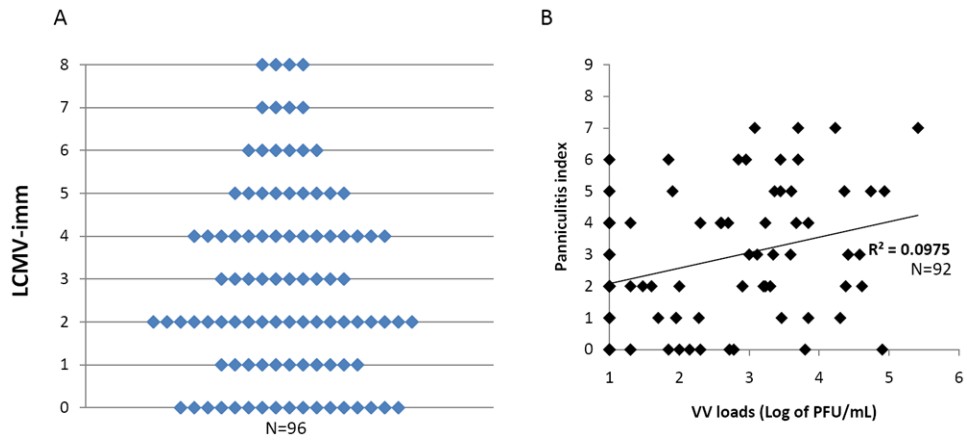 A
LCMV-imm
8
7
6
5
4
3
2
1
0
N=96
B
Panniculitis index
9
8
7
6
5
4
3
2
1
0
R² = 0.0975
N=92
1 2 3 4 5 6
VV loads (Log of PFU/mL)